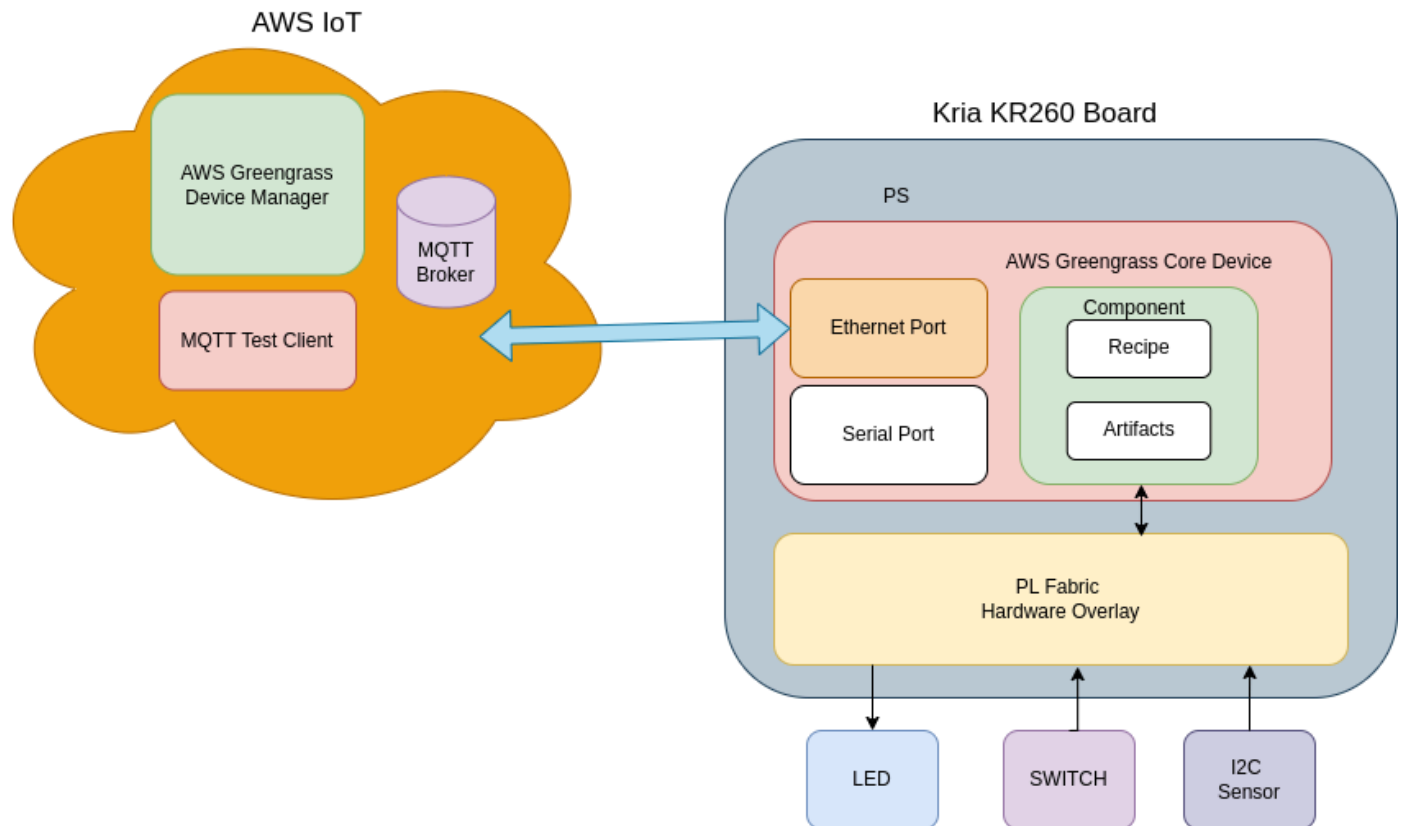 AWS IoT
AWS Greengrass
Device Manager
MQTT
Broker
MQTT Test Client
Kria KR260 Board
PS
AWS Greengrass Core Device
Ethernet Port
Serial Port
Component
Recipe
Artifacts
PL Fabric
Hardware Overlay
LED
SWITCH
I2C
Sensor